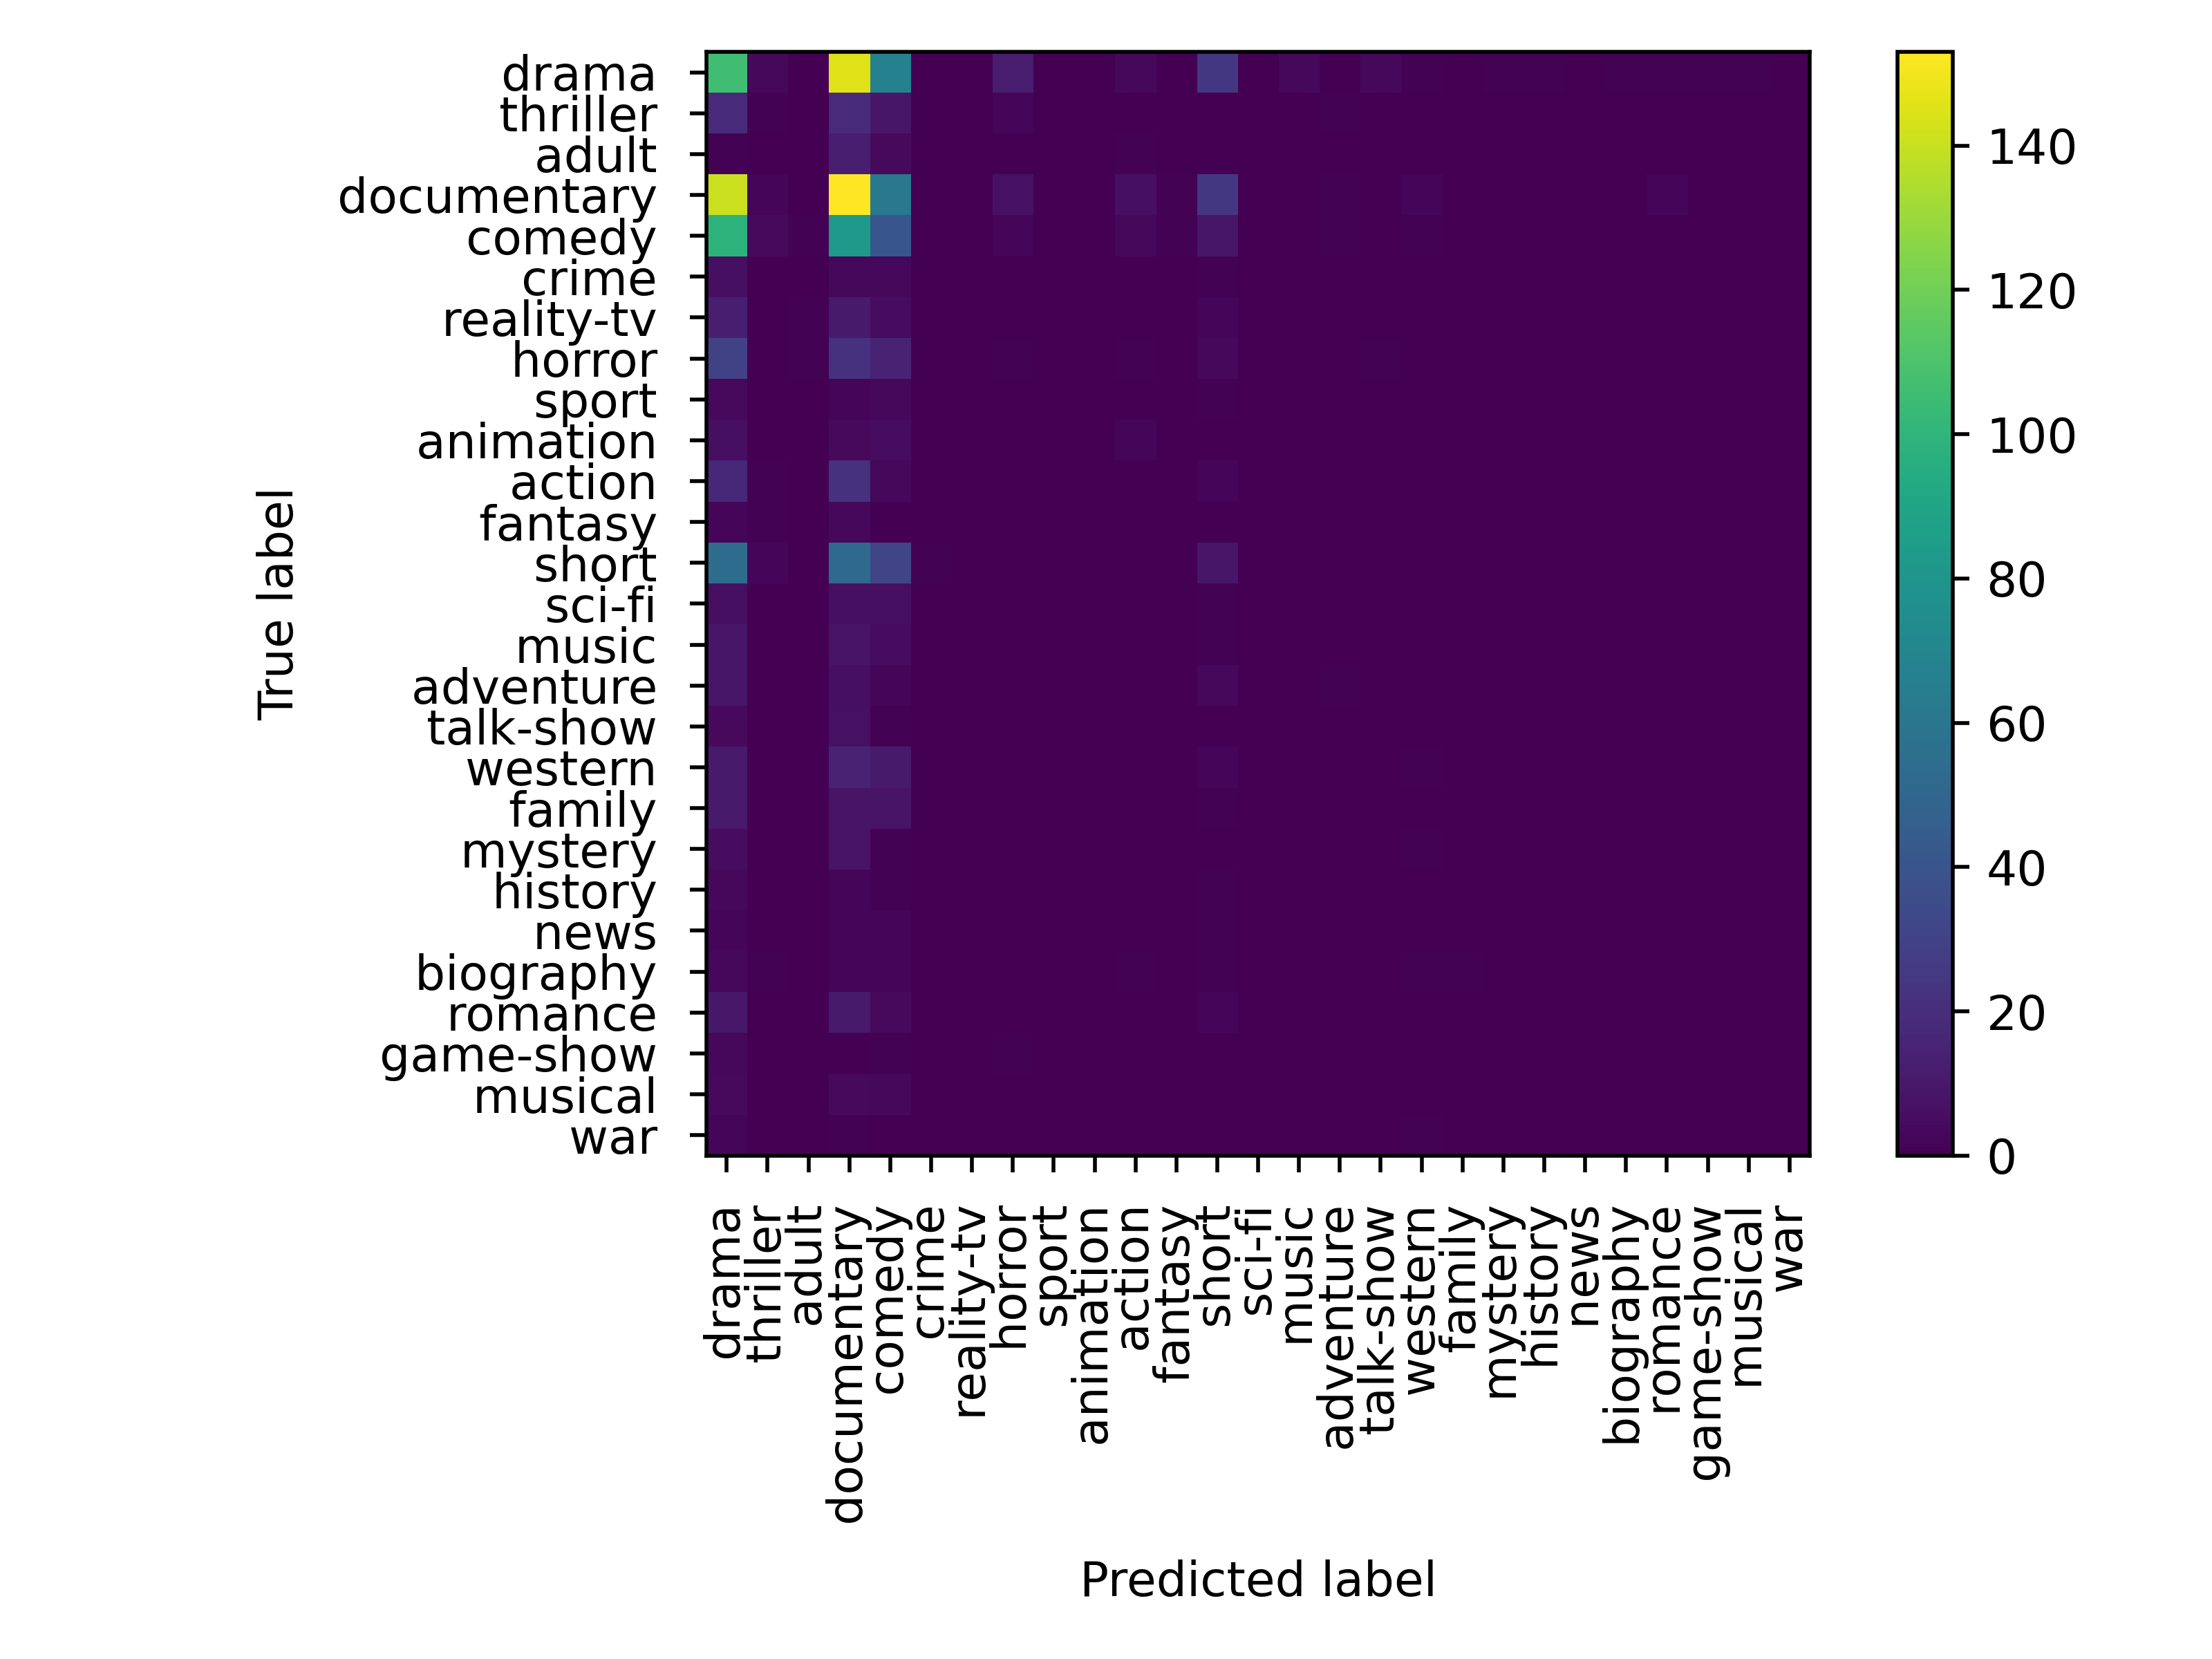 drama
thriller
adult
documentary
comedy
crime
reality-tv
horror
sport
animation
action
fantasy
short
sci-fi
music
adventure
talk-show
western
family
mystery
history
news
biography
romance
game-show
musical
war
True label
drama
thriller
adult
documentary
comedy
crime
reality-tv
horror
sport
animation
action
fantasy
short
sci-fi
music
adventure
talk-show
western
family
mystery
history
news
biography
romance
game-show
musical
war
Predicted label
140
120
100
80
60
40
20
0